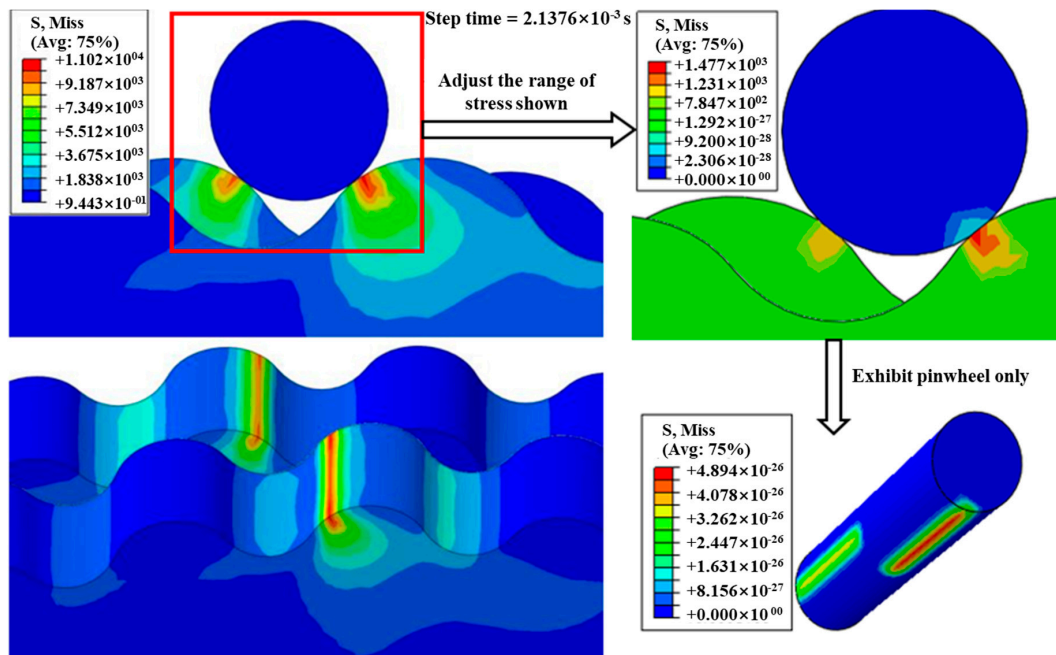 S, Miss
(Avg: 75%)
+1.102×10⁰⁴
+9.187×10⁰³
+7.349×10⁰³
+5.512×10⁰³
+3.675×10⁰³
+1.838×10⁰³
+9.443×10⁻⁰¹
Step time = 2.1376×10⁻³ s
Adjust the range of
stress shown
S, Miss
(Avg: 75%)
+1.477×10⁰³
+1.231×10⁰³
+7.847×10⁰²
+1.292×10⁻²⁷
+9.200×10⁻²⁸
+2.306×10⁻²⁸
+0.000×10⁰⁰
Exhibit pinwheel only
S, Miss
(Avg: 75%)
+4.894×10⁻²⁶
+4.078×10⁻²⁶
+3.262×10⁻²⁶
+2.447×10⁻²⁶
+1.631×10⁻²⁶
+8.156×10⁻²⁷
+0.000×10⁰⁰